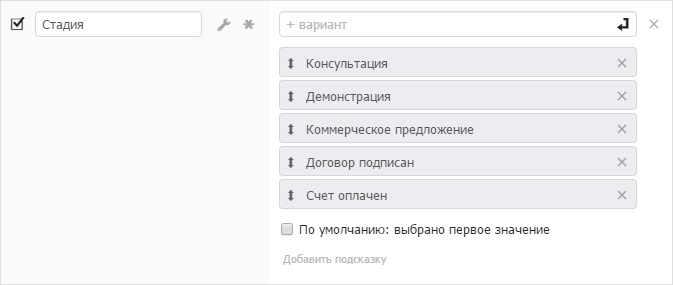 Стадия
+ вариант
Консультация
Демонстрация
Коммерческое предложение
Договор подписан
Счет оплачен
По умолчанию: выбрано первое значение
Добавить подсказку